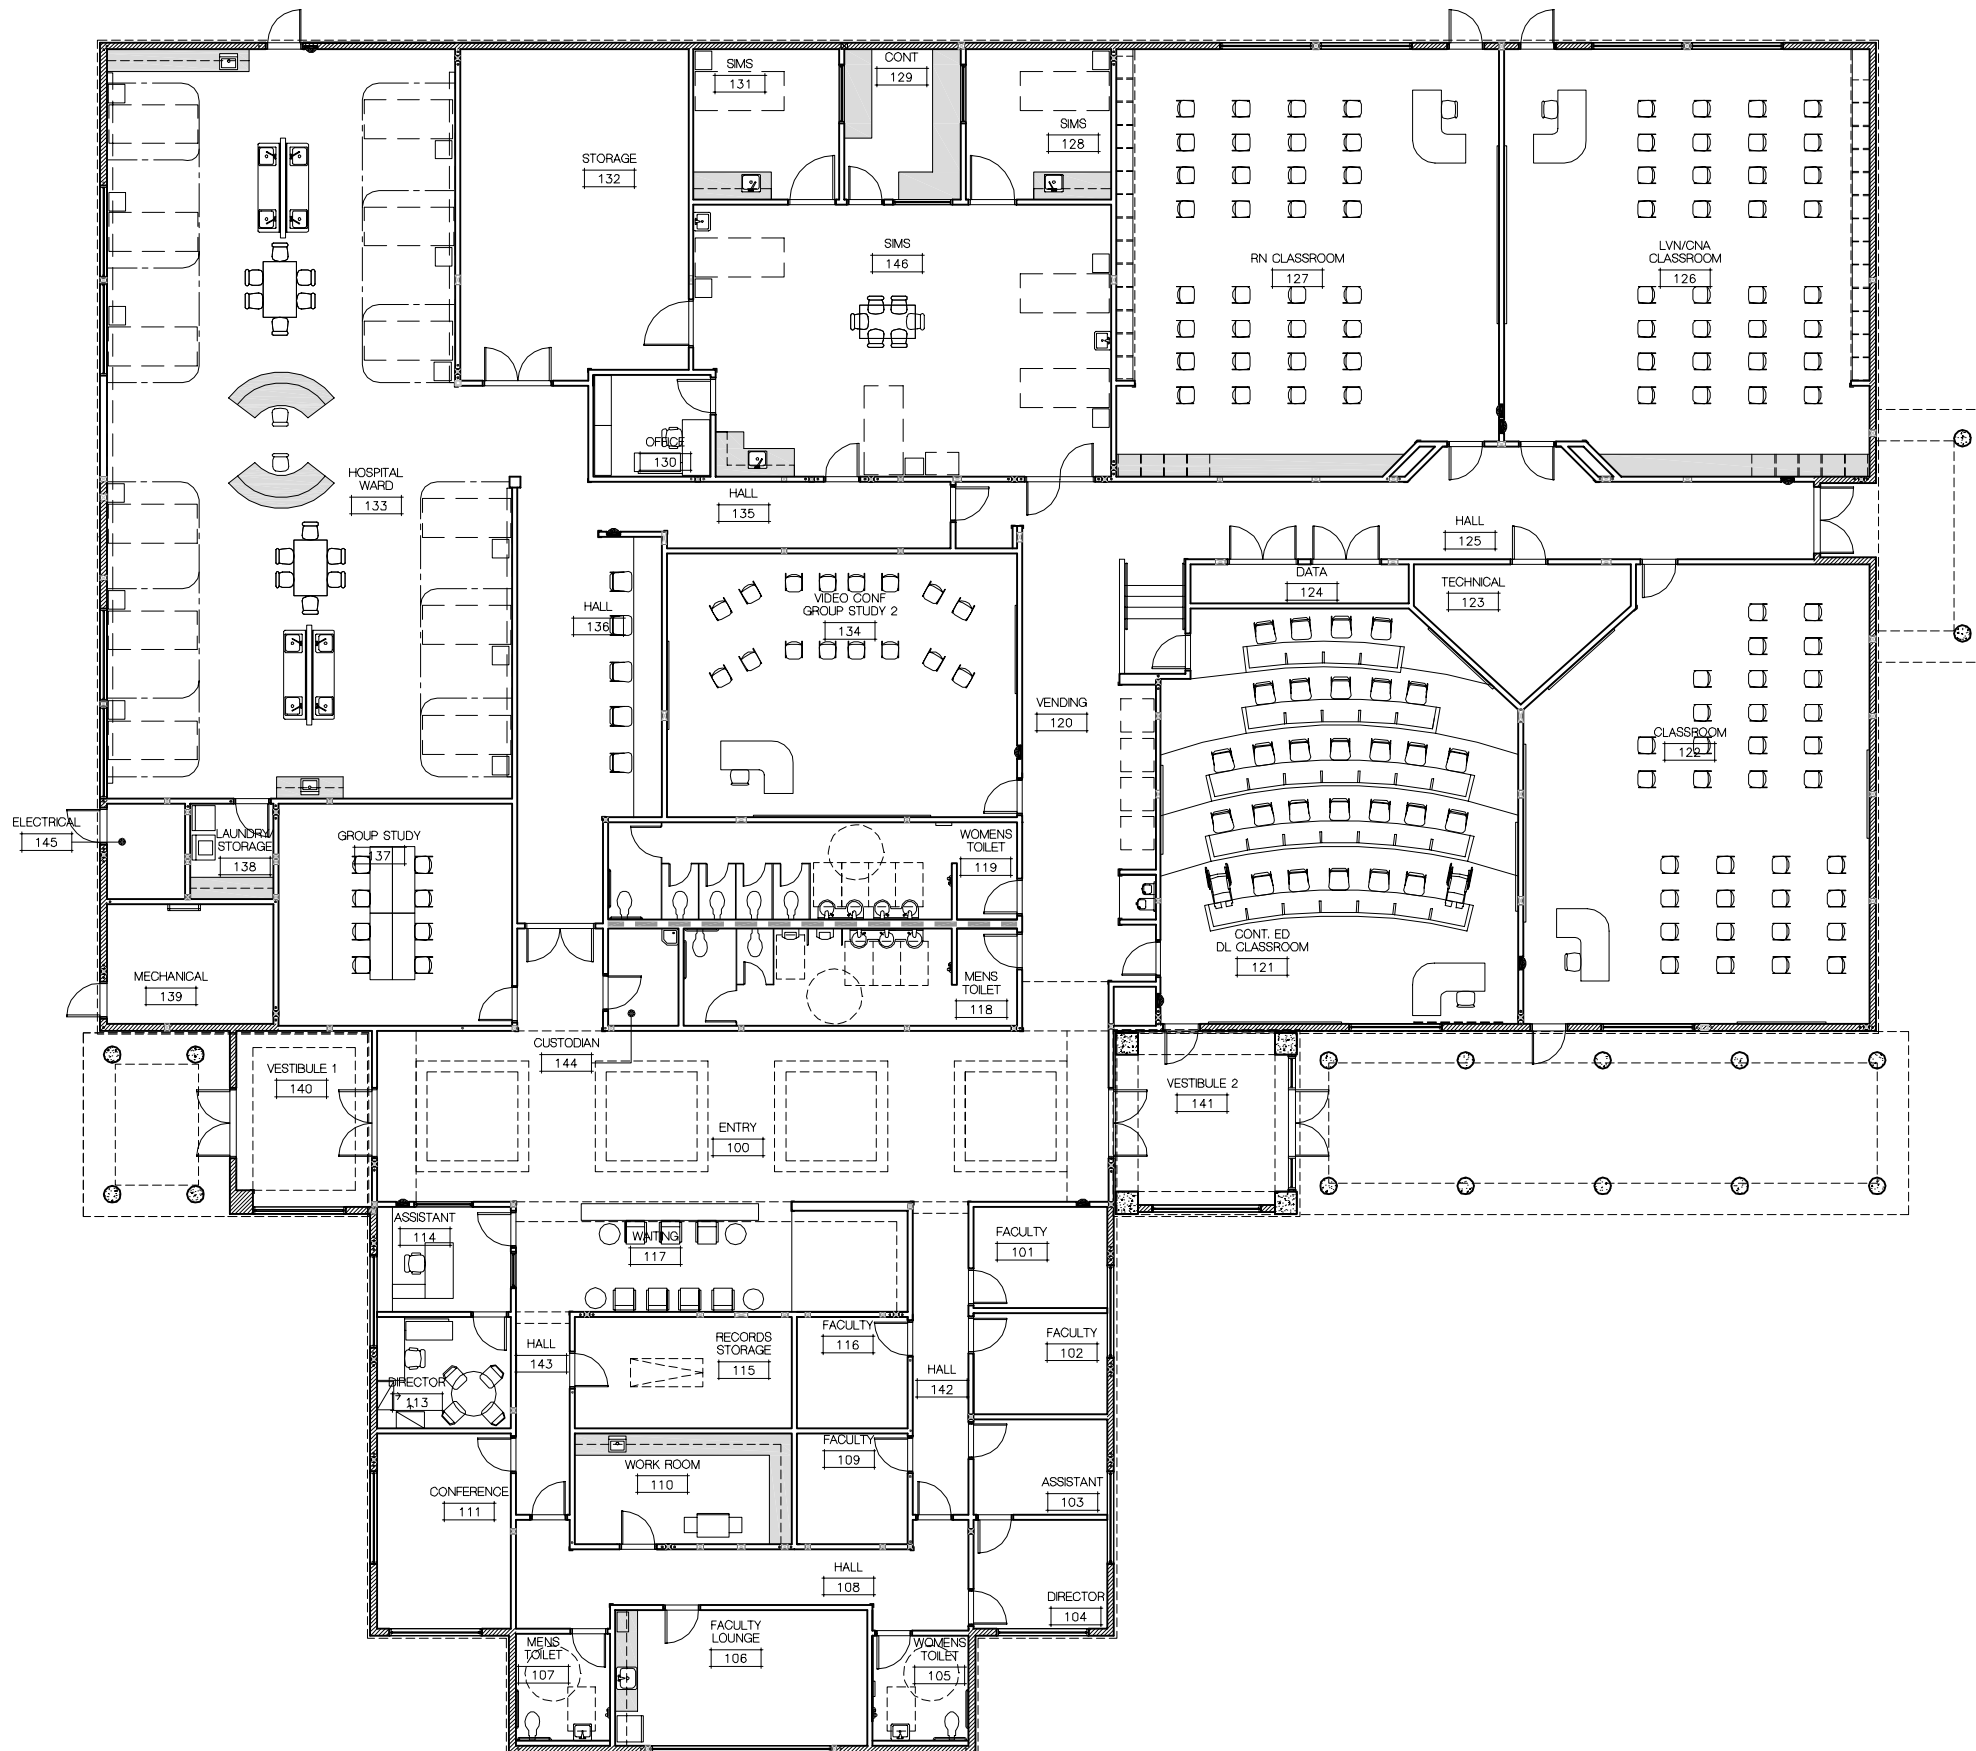 SIMS
131
CONT
129
SIMS
128
STORAGE
132
SIMS
146
RN CLASSROOM
127
LVN/CNA
CLASSROOM
126
OFFICE
130
HOSPITAL
WARD
133
HALL
135
HALL
125
DATA
124
TECHNICAL
123
HALL
136
VIDEO CONF
GROUP STUDY 2
134
VENDING
120
CLASSROOM
122
ELECTRICAL
145
LAUNDRY/
STORAGE
138
GROUP STUDY
137
WOMENS
TOILET
119
CONT. ED
DL CLASSROOM
121
MECHANICAL
139
MENS
TOILET
118
CUSTODIAN
144
VESTIBULE 1
140
VESTIBULE 2
141
ENTRY
100
ASSISTANT
114
WAITING
117
FACULTY
101
HALL
143
RECORDS
STORAGE
115
FACULTY
116
FACULTY
102
HALL
142
DIRECTOR
113
FACULTY
109
WORK ROOM
110
CONFERENCE
111
ASSISTANT
103
HALL
108
DIRECTOR
104
MENS
TOILET
107
FACULTY
LOUNGE
106
WOMENS
TOILET
105